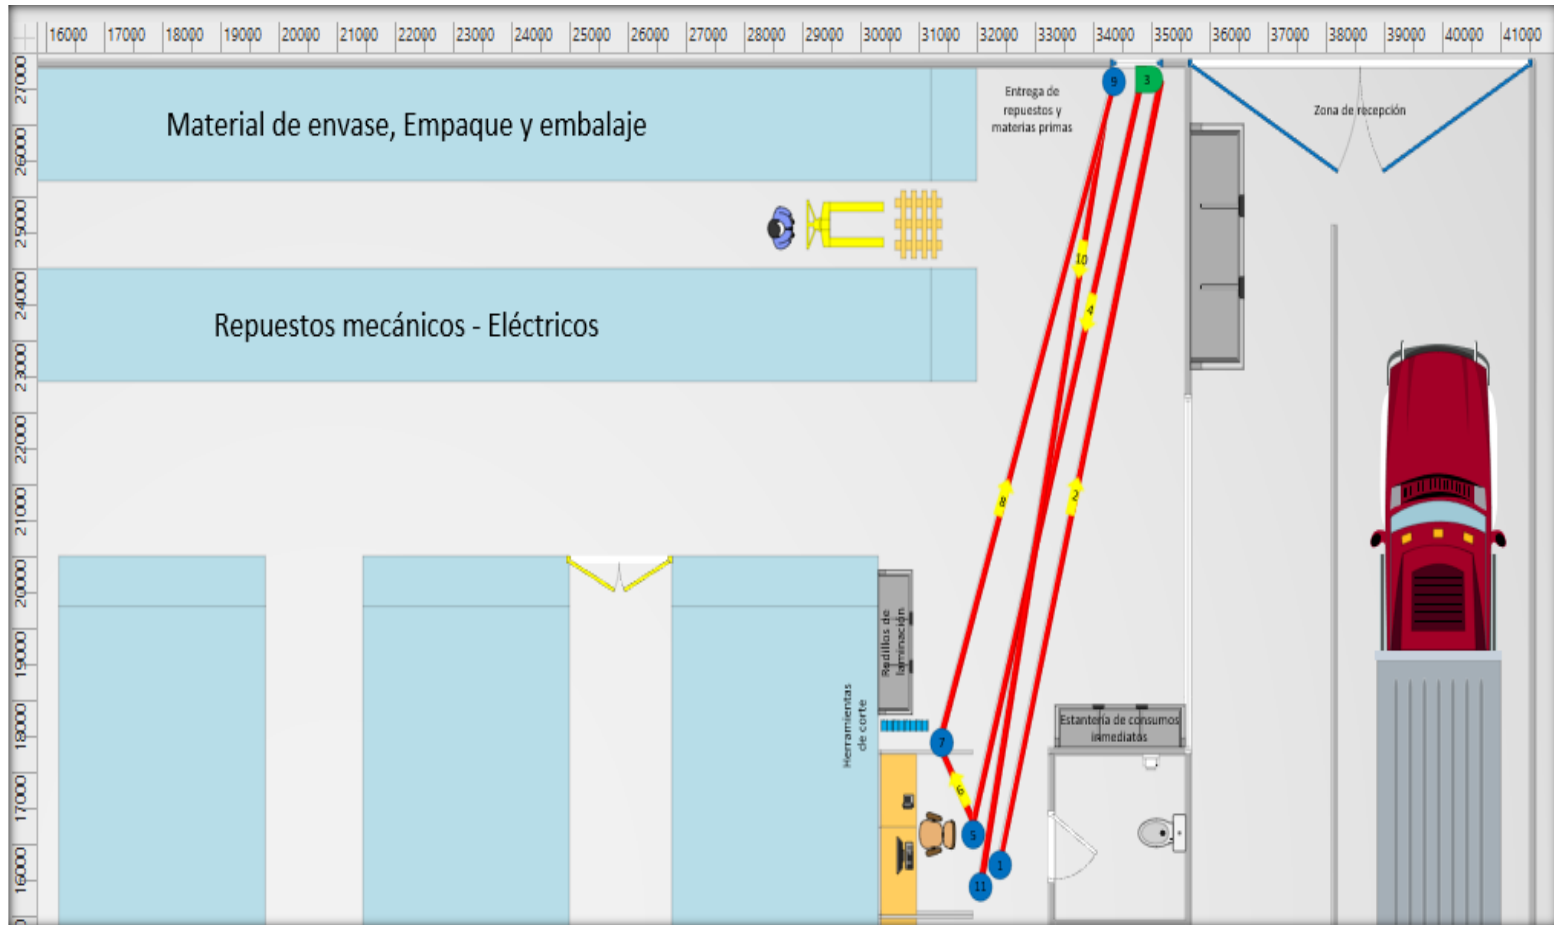 16000 17000 18000 19000 20000 21000 22000 23000 24000 25000 26000 27000 28000 29000 30000 31000 32000 33000 34000 35000 36000 37000 38000 39000 40000 41000
27000
26000
25000
24000
23000
22000
21000
20000
19000
18000
17000
16000
Material de envase, Empaque y embalaje
Entrega de
repuestos y
materias primas
9
3
Zona de recepción
10
4
Repuestos mecánicos - Eléctricos
8
2
Rodillos de
laminación
Herramientas
de corte
Estantería de consumos
inmediatos
7
6
5
1
11